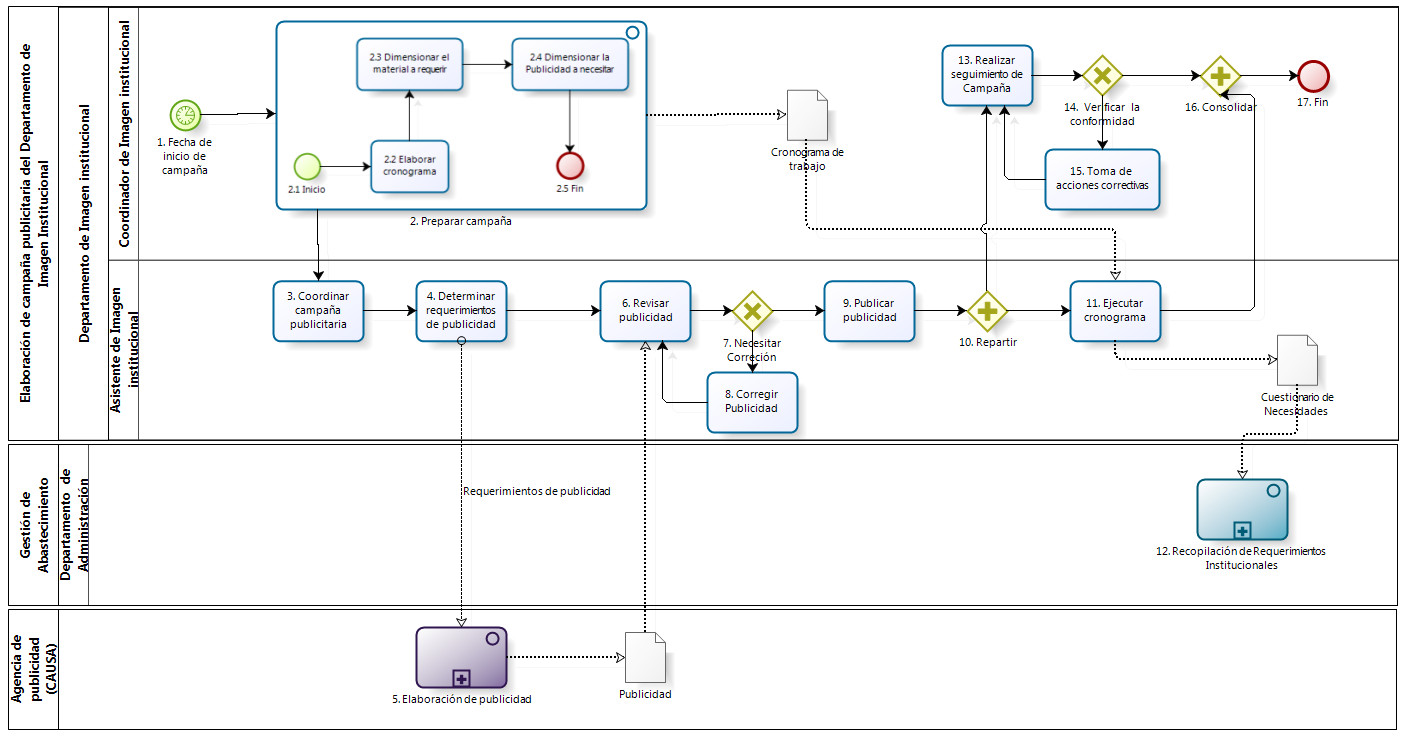 Elaboración de campaña publicitaria del Departamento de
Imagen Institucional
Departamento de Imagen institucional
Coordinador de Imagen institucional
1. Fecha de
inicio de
campaña
2.1 Inicio
2.2 Elaborar
cronograma
2.3 Dimensionar el
material a requerir
2.4 Dimensionar la
Publicidad a necesitar
2.5 Fin
2. Preparar campaña
Cronograma de
trabajo
13. Realizar
seguimiento de
Campaña
14. Verificar la
conformidad
15. Toma de
acciones correctivas
16. Consolidar
17. Fin
Asistente de Imagen
institucional
3. Coordinar
campaña
publicitaria
4. Determinar
requerimientos
de publicidad
6. Revisar
publicidad
7. Necesitar
Correción
8. Corregir
Publicidad
9. Publicar
publicidad
10. Repartir
11. Ejecutar
cronograma
Cuestionario de
Necesidades
Gestión de
Abastecimiento
Departamento de
Administración
Requerimientos de publicidad
12. Recopilación de Requerimientos
Institucionales
Agencia de
publicidad
(CAUSA)
5. Elaboración de publicidad
Publicidad